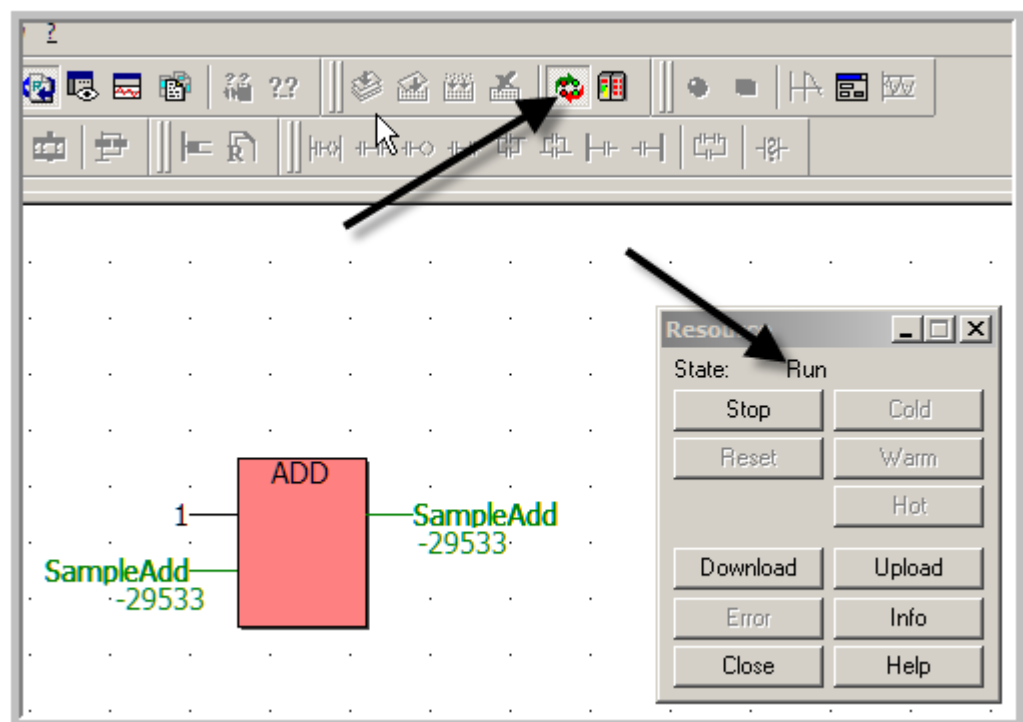 ?
?? ??
R
Resource
State: Run
Stop Cold
Reset Warm
Hot
ADD
1 SampleAdd
-29533
SampleAdd
-29533
Download Upload
Error Info
Close Help